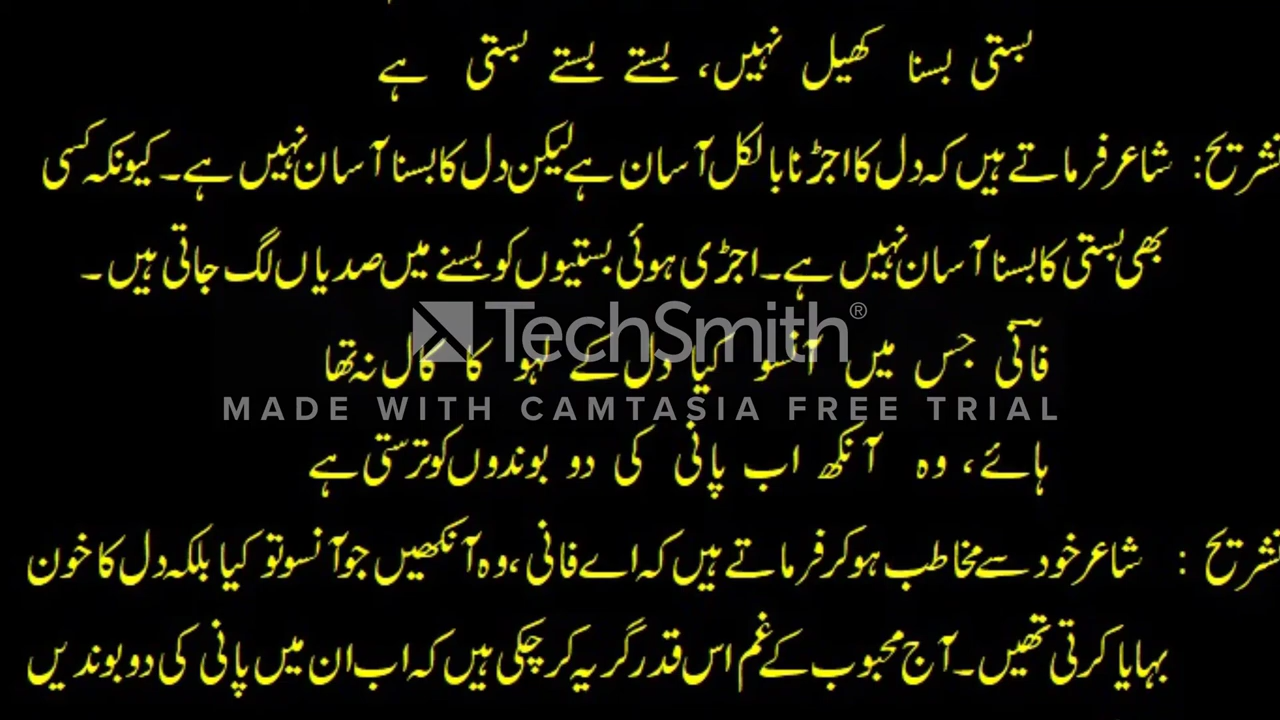 بستی بسنا کھیل نہیں، بستے بستے بستی ہے
تشریح: شاعر فرماتے ہیں کہ دل کا اجڑنا بالکل آسان ہے لیکن دل کا بسنا آسان نہیں ہے۔ کیونکہ کسی
بھی بستی کا بسنا آسان نہیں ہے۔ اجڑی ہوئی بستیوں کو بسنے میں صدیاں لگ جاتی ہیں۔
TechSmith®
فانیؔ جس میں آنسو کیا دل کے لہو کا کال نہ تھا
MADE WITH CAMTASIA FREE TRIAL
ہائے، وہ آنکھ اب پانی کی دو بوندوں کو ترستی ہے
تشریح: شاعر خود سے مخاطب ہو کر فرماتے ہیں کہ اے فانی، وہ آنکھیں جو آنسو تو کیا بلکہ دل کا خون
بہایا کرتی تھیں۔ آج محبوب کے غم اس قدر گریہ کر چکی ہیں کہ اب ان میں پانی کی دو بوندیں